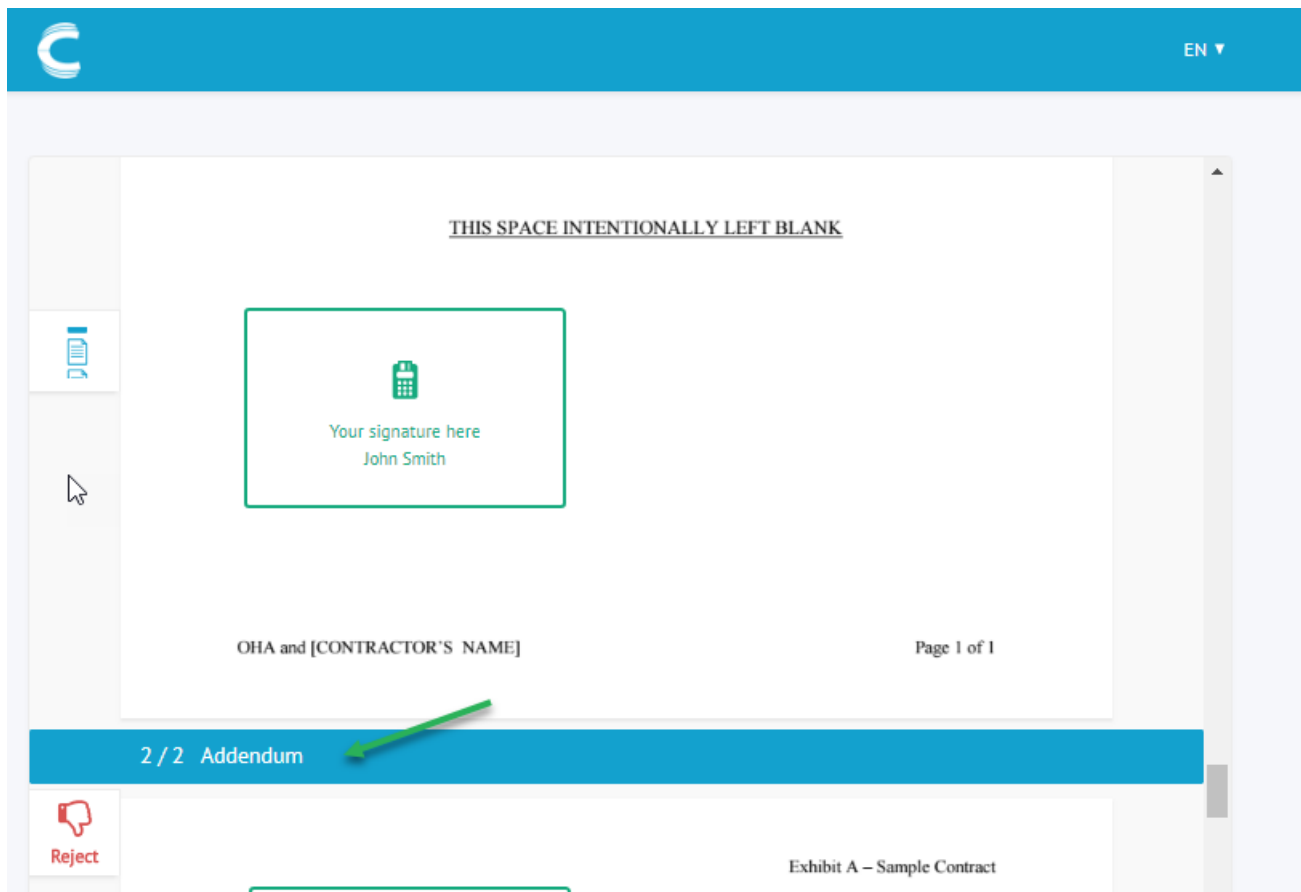 EN ▼
THIS SPACE INTENTIONALLY LEFT BLANK
Your signature here
John Smith
OHA and [CONTRACTOR'S NAME]
Page 1 of 1
2 / 2 Addendum
Reject
Exhibit A – Sample Contract